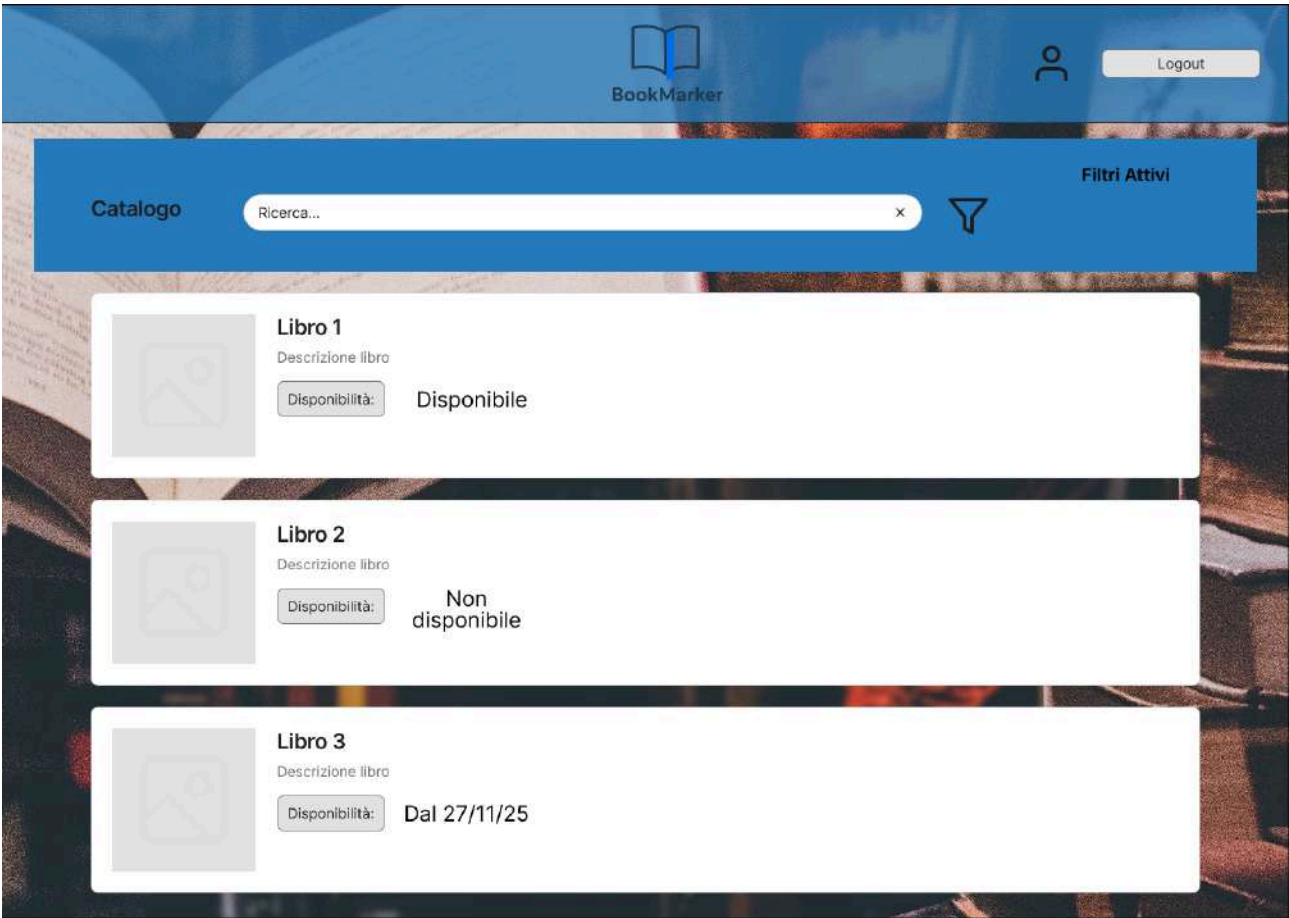 BookMarker
Logout
Filtri Attivi
Catalogo
Ricerca...
×
Libro 1
Descrizione libro
Disponibilità:
Disponibile
Libro 2
Descrizione libro
Disponibilità:
Non
disponibile
Libro 3
Descrizione libro
Disponibilità:
Dal 27/11/25